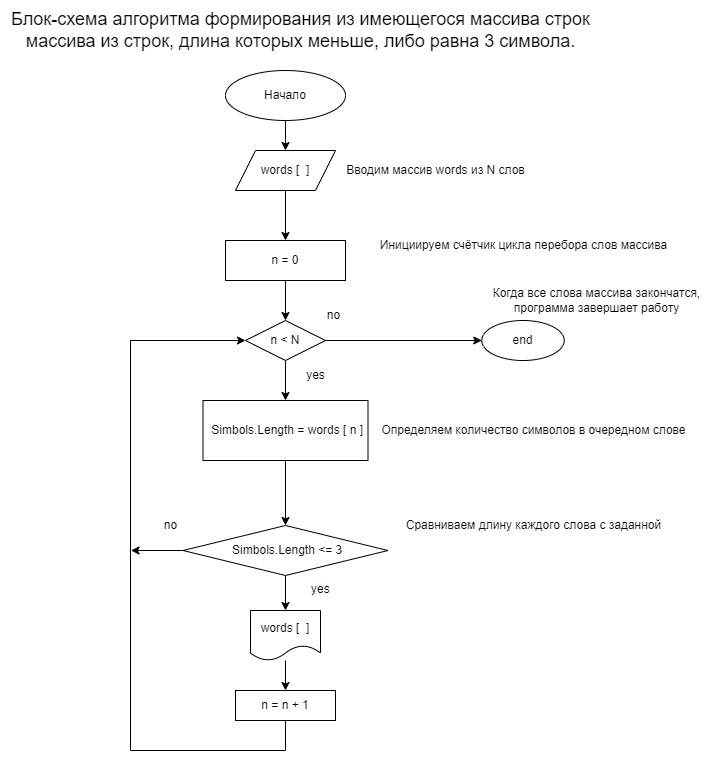 Блок-схема алгоритма формирования из имеющегося массива строк
массива из строк, длина которых меньше, либо равна 3 символа.
Начало
words [ ]
Вводим массив words из N слов
Инициируем счётчик цикла перебора слов массива
n = 0
Когда все слова массива закончатся,
программа завершает работу
no
n < N
end
yes
Simbols.Length = words [ n ]
Определяем количество символов в очередном слове
no
Сравниваем длину каждого слова с заданной
Simbols.Length <= 3
yes
words [ ]
n = n + 1